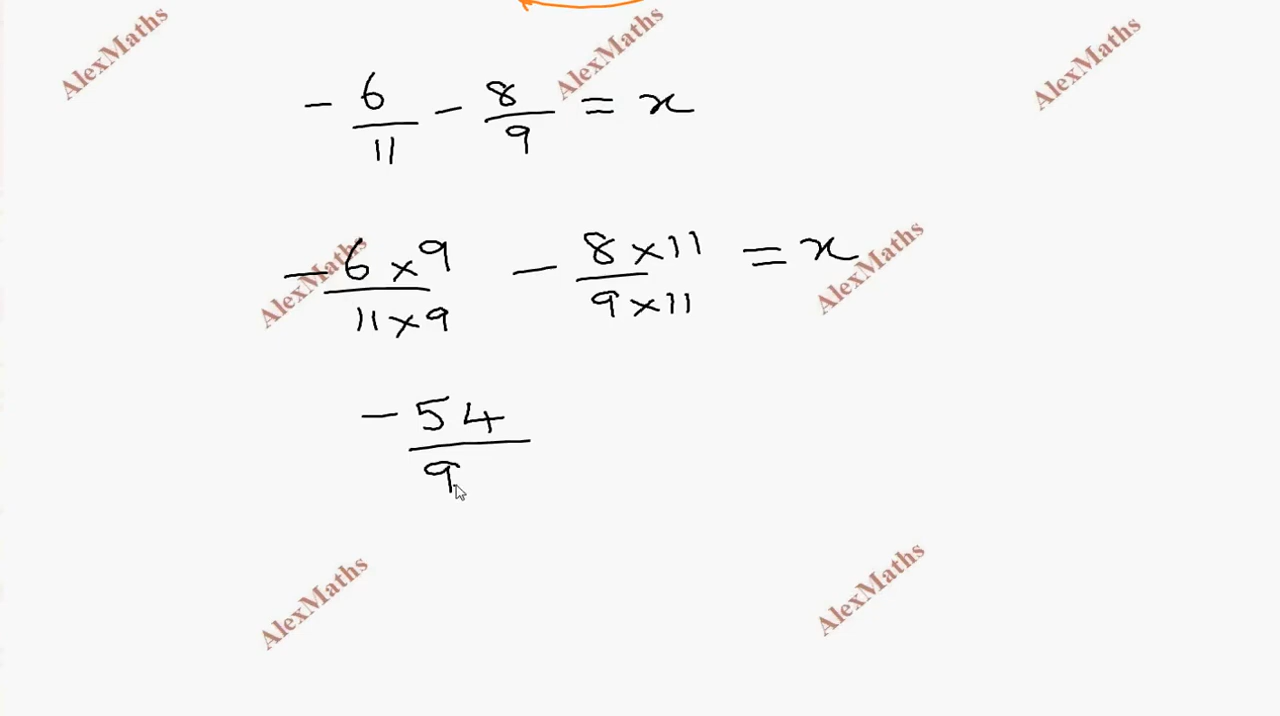 AlexMaths AlexMaths AlexMaths
- 6/11 - 8/9 = x
AlexMaths AlexMaths
- 6 × 9/11 × 9 - 8 × 11/9 × 11 = x
- 54/9
AlexMaths AlexMaths